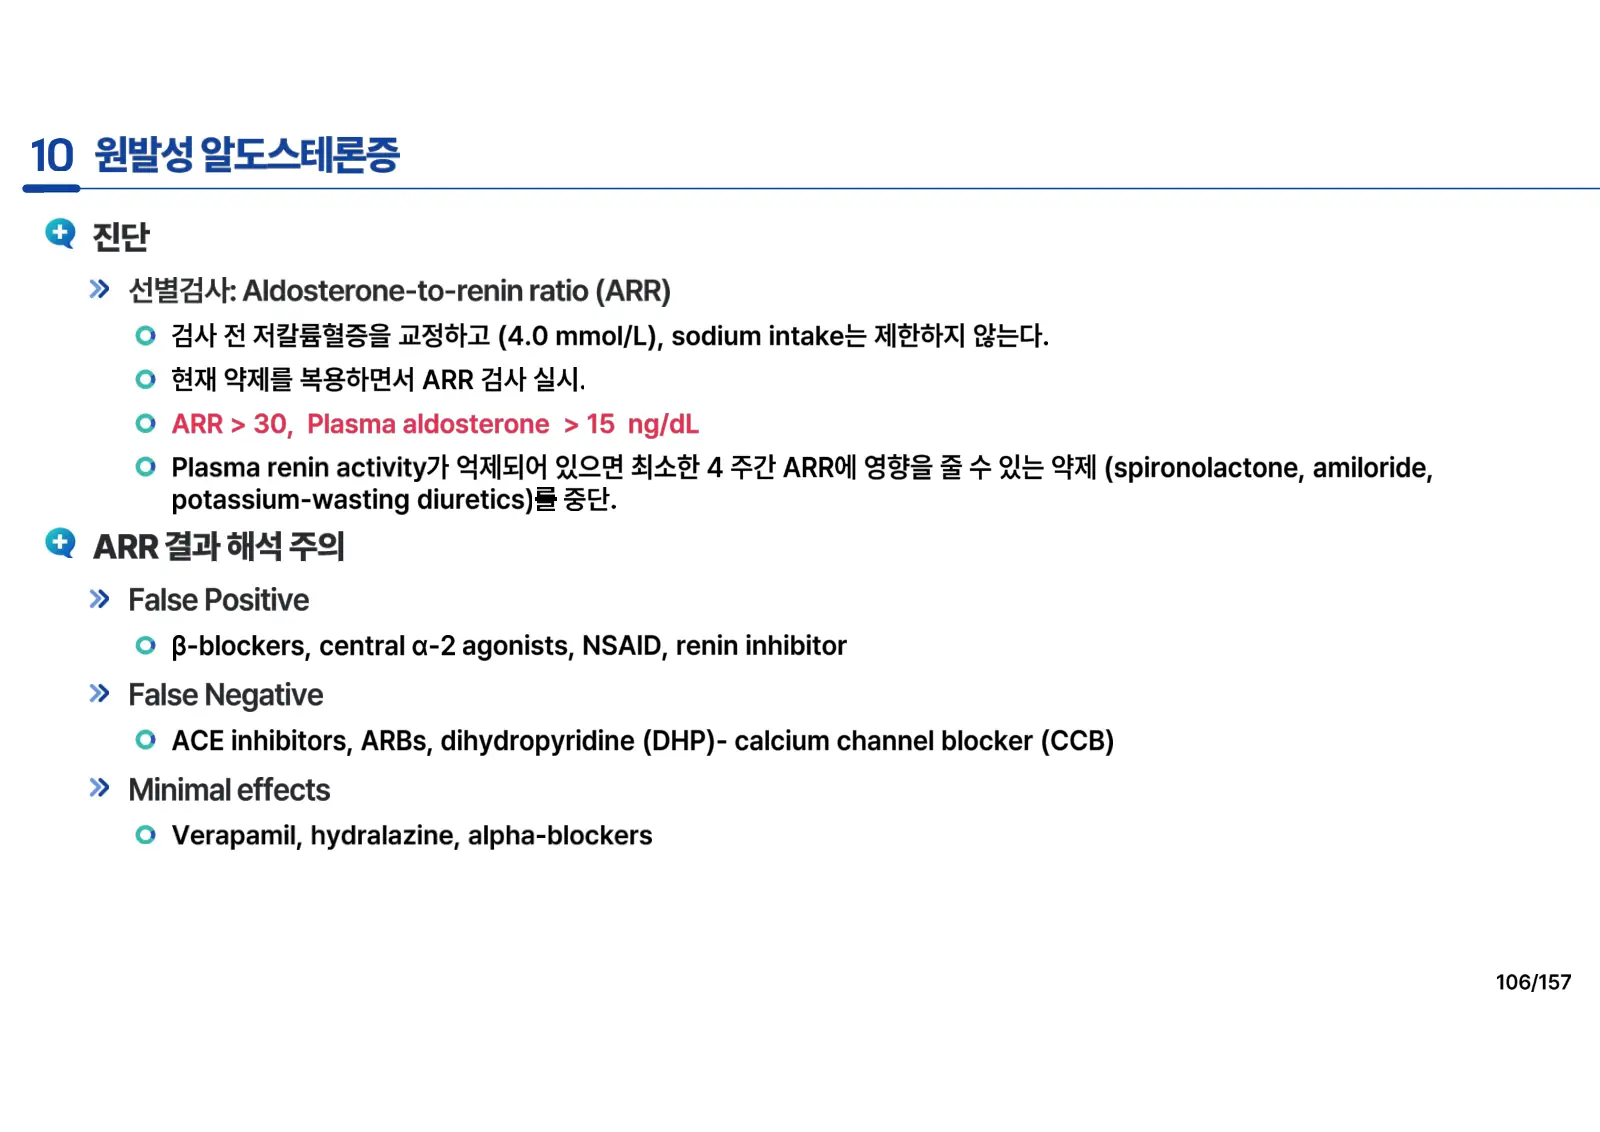 10 원발성 알도스테론증
진단
선별검사: Aldosterone-to-renin ratio (ARR)
검사 전 저칼륨혈증을 교정하고 (4.0 mmol/L), sodium intake는 제한하지 않는다.
현재 약제를 복용하면서 ARR 검사 실시.
ARR > 30, Plasma aldosterone > 15 ng/dL
Plasma renin activity가 억제되어 있으면 최소한 4 주간 ARR에 영향을 줄 수 있는 약제 (spironolactone, amiloride,
potassium-wasting diuretics)를 중단.
ARR 결과 해석 주의
False Positive
β-blockers, central α-2 agonists, NSAID, renin inhibitor
False Negative
ACE inhibitors, ARBs, dihydropyridine (DHP)- calcium channel blocker (CCB)
Minimal effects
Verapamil, hydralazine, alpha-blockers
106/157